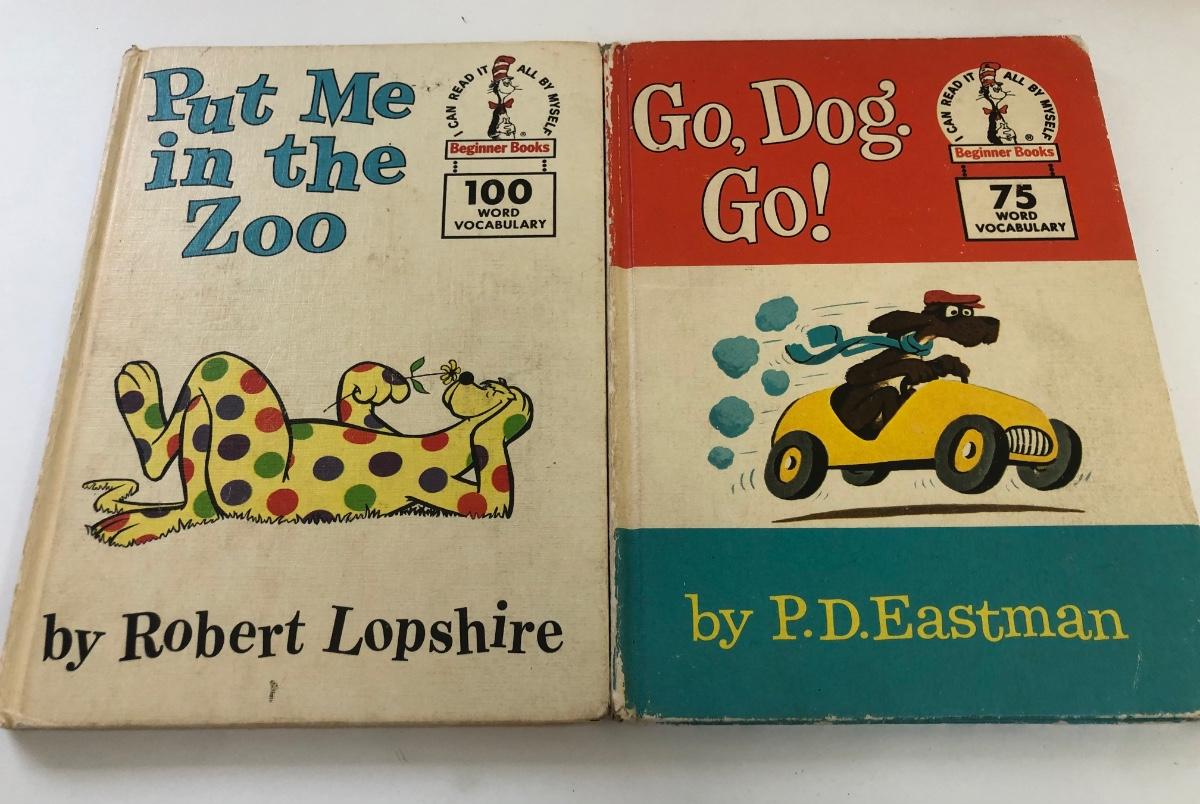 Put Me
in the
Zoo
I CAN READ IT ALL BY MYSELF
®
Beginner Books
100
WORD
VOCABULARY
by Robert Lopshire
Go, Dog.
Go!
I CAN READ IT ALL BY MYSELF
®
Beginner Books
75
WORD
VOCABULARY
by P.D.Eastman